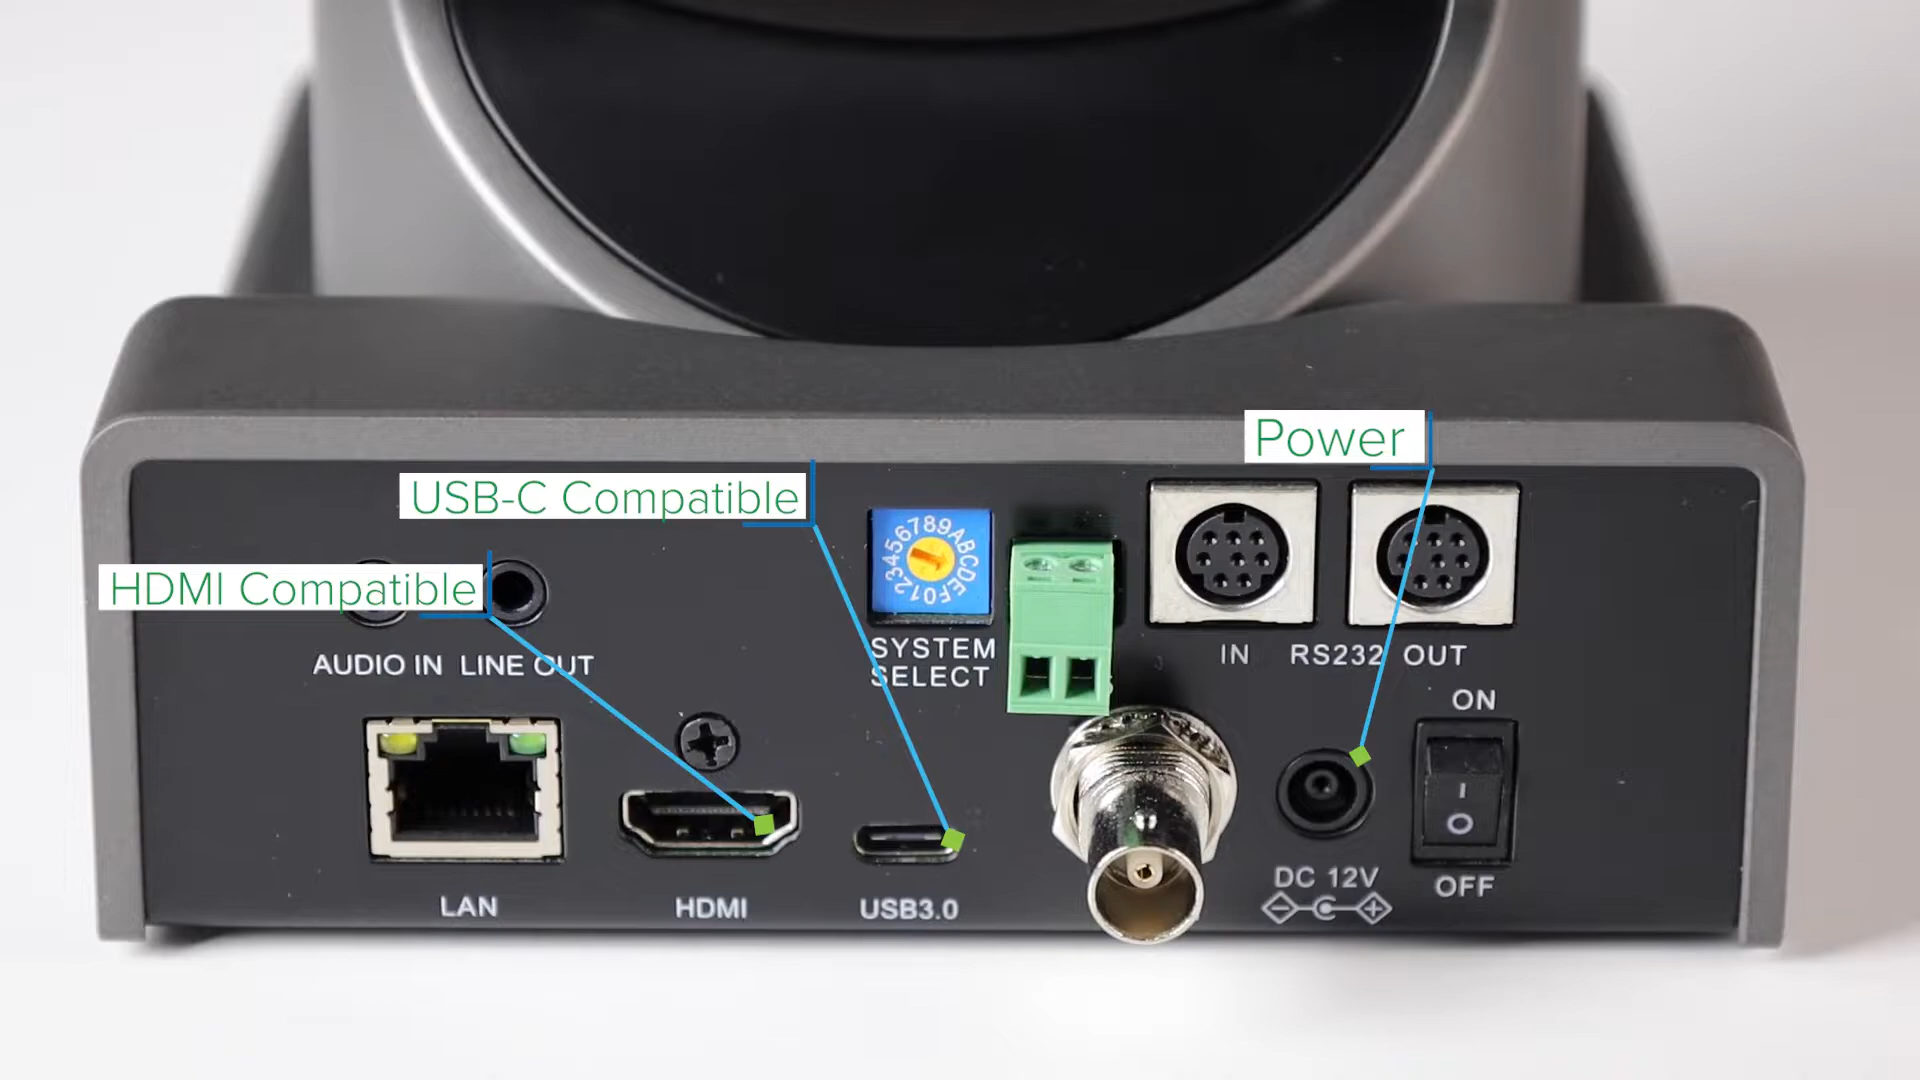 Power
USB-C Compatible
HDMI Compatible
0123456789ABCDEF
SYSTEM
SELECT
AUDIO IN LINE OUT
IN RS232 OUT
ON
I
O
OFF
LAN
HDMI
USB3.0
DC 12V